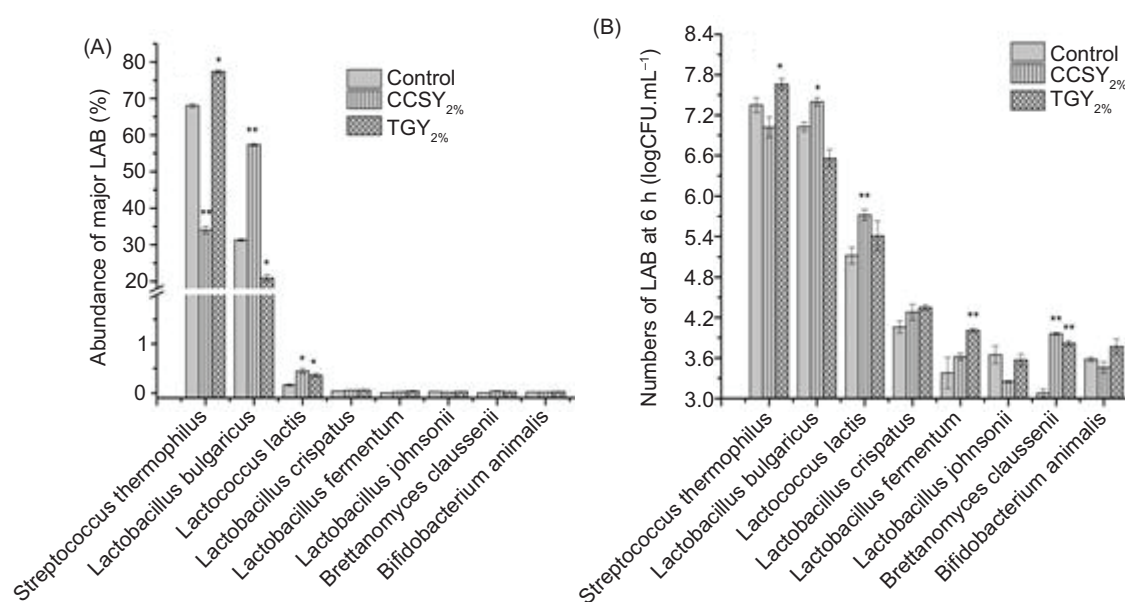 (A)
Abundance of major LAB (%)
80
70
60
50
40
30
20
1
0
Control
CCSY2%
TGY2%
*
**
**
*
*
*
Streptococcus thermophilus
Lactobacillus bulgaricus
Lactococcus lactis
Lactobacillus crispatus
Lactobacillus fermentum
Lactobacillus johnsonii
Brettanomyces claussenii
Bifidobacterium animalis
(B)
Numbers of LAB at 6 h (logCFU.mL⁻¹)
8.4
7.8
7.2
6.6
6.0
5.4
4.8
4.2
3.6
3.0
Control
CCSY2%
TGY2%
*
*
**
**
**
**
Streptococcus thermophilus
Lactobacillus bulgaricus
Lactococcus lactis
Lactobacillus crispatus
Lactobacillus fermentum
Lactobacillus johnsonii
Brettanomyces claussenii
Bifidobacterium animalis